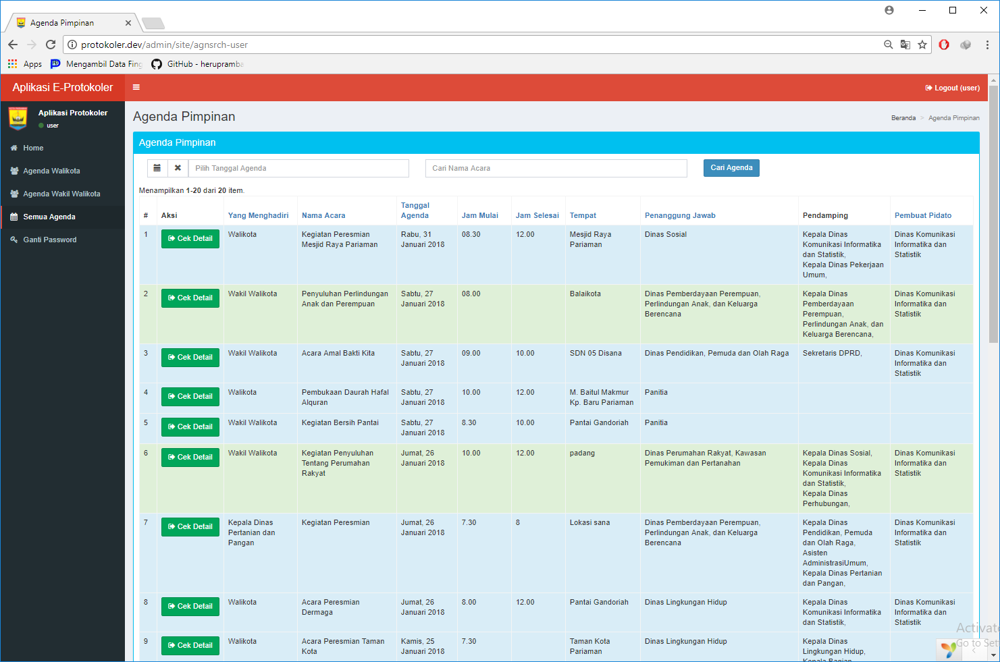 Agenda Pimpinan
protokoler.dev/admin/site/agnsrch-user
Apps Mengambil Data Fing GitHub - herupramba
Aplikasi E-Protokoler
Logout (user)
Aplikasi Protokoler
user
Home
Agenda Walikota
Agenda Wakil Walikota
Semua Agenda
Ganti Password
Agenda Pimpinan
Beranda > Agenda Pimpinan
Agenda Pimpinan
Pilih Tanggal Agenda Cari Nama Acara Cari Agenda
Menampilkan 1-20 dari 20 item.
# Aksi Yang Menghadiri Nama Acara Tanggal Agenda Jam Mulai Jam Selesai Tempat Penanggung Jawab Pendamping Pembuat Pidato
1 Cek Detail Walikota Kegiatan Peresmian Mesjid Raya Pariaman Rabu, 31 Januari 2018 08.30 12.00 Mesjid Raya Pariaman Dinas Sosial Kepala Dinas Komunikasi Informatika dan Statistik, Kepala Dinas Pekerjaan Umum, Dinas Komunikasi Informatika dan Statistik
2 Cek Detail Wakil Walikota Penyuluhan Perlindungan Anak dan Perempuan Sabtu, 27 Januari 2018 08.00 Balaikota Dinas Pemberdayaan Perempuan, Perlindungan Anak, dan Keluarga Berencana Kepala Dinas Pemberdayaan Perempuan, Perlindungan Anak, dan Keluarga Berencana, Dinas Komunikasi Informatika dan Statistik
3 Cek Detail Wakil Walikota Acara Amal Bakti Kita Sabtu, 27 Januari 2018 09.00 10.00 SDN 05 Disana Dinas Pendidikan, Pemuda dan Olah Raga Sekretaris DPRD, Dinas Komunikasi Informatika dan Statistik
4 Cek Detail Walikota Pembukaan Daurah Hafal Alquran Sabtu, 27 Januari 2018 10.00 12.00 M. Baitul Makmur Kp. Baru Pariaman Panitia
5 Cek Detail Wakil Walikota Kegiatan Bersih Pantai Sabtu, 27 Januari 2018 8.30 10.00 Pantai Gandoriah Panitia
6 Cek Detail Wakil Walikota Kegiatan Penyuluhan Tentang Perumahan Rakyat Jumat, 26 Januari 2018 10.00 12.00 padang Dinas Perumahan Rakyat, Kawasan Pemukiman dan Pertanahan Kepala Dinas Sosial, Kepala Dinas Komunikasi Informatika dan Statistik, Kepala Dinas Perhubungan, Dinas Komunikasi Informatika dan Statistik
7 Cek Detail Kepala Dinas Pertanian dan Pangan Kegiatan Peresmian Jumat, 26 Januari 2018 7.30 8 Lokasi sana Dinas Pemberdayaan Perempuan, Perlindungan Anak, dan Keluarga Berencana Kepala Dinas Pendidikan, Pemuda dan Olah Raga, Asisten AdministrasiUmum, Kepala Dinas Pertanian dan Pangan, Dinas Komunikasi Informatika dan Statistik
8 Cek Detail Walikota Acara Peresmian Dermaga Jumat, 26 Januari 2018 8.00 12.00 Pantai Gandoriah Dinas Lingkungan Hidup Kepala Dinas Komunikasi Informatika dan Statistik, Dinas Komunikasi Informatika dan Statistik
9 Cek Detail Walikota Acara Peresmian Taman Kota Kamis, 25 Januari 2018 7.30 Taman Kota Pariaman Dinas Lingkungan Hidup Kepala Dinas Lingkungan Hidup, Kepala Bagian
Activate
Go to Sett